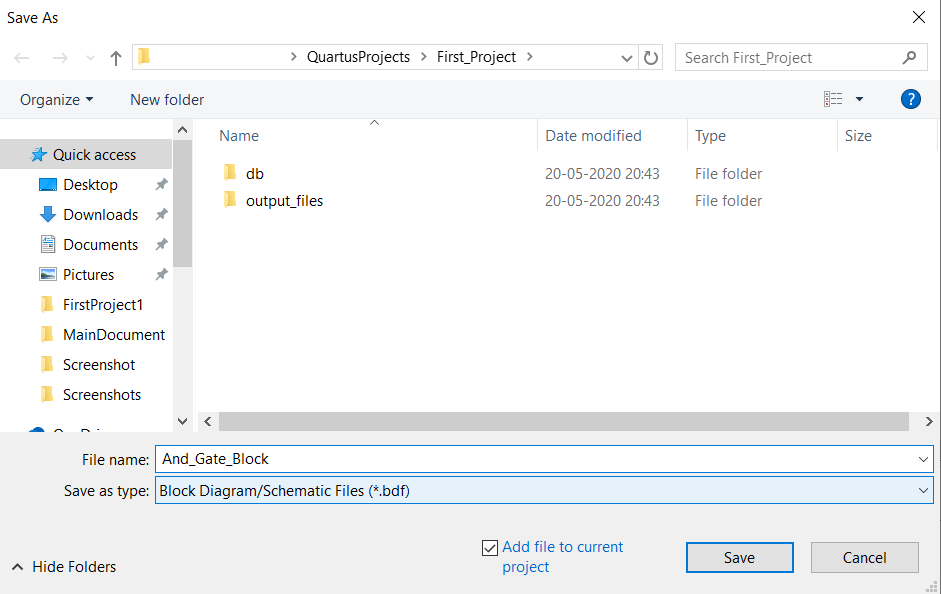 Save As
QuartusProjects
First_Project
Search First_Project
Organize
New folder
?
Name
Date modified
Type
Size
Quick access
Desktop
Downloads
Documents
Pictures
FirstProject1
MainDocument
Screenshot
Screenshots
db 20-05-2020 20:43 File folder
output_files 20-05-2020 20:43 File folder
File name: And_Gate_Block
Save as type: Block Diagram/Schematic Files (*.bdf)
Add file to current
project
Save
Cancel
Hide Folders